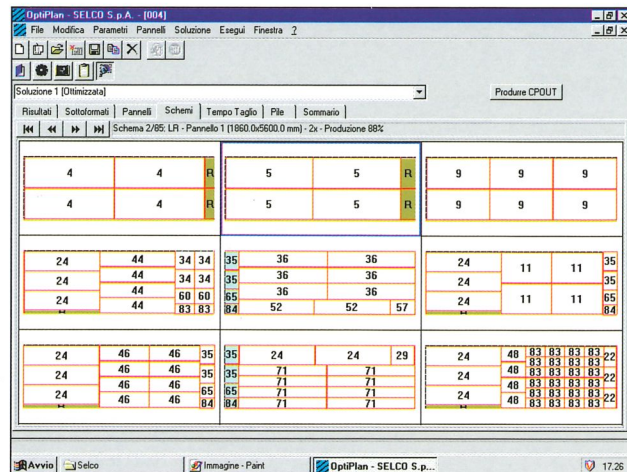 OptiPlan - SELCO S.p.A. - [004]
File Modifica Parametri Pannelli Soluzione Esegui Finestra ?
Soluzione 1 [Ottimizzata]
Produrre CPOUT
Risultati Sottoformati Pannelli Schemi Tempo Taglio Pile Sommario
Schema 2/85: LR - Pannello 1 [1860.0x5600.0 mm] - 2x - Produzione 88%
4 4 R
4 4
5 5 R
5 5 R
9 9 9
9 9 9
24 44 34 34
24 44 34 34
24 44 60 60
44 83 83
35 36 36
35 36 36
65 36 36
84 52 52 57
24 11 11 35
24 35
24 11 11 65
84
24 46 46 35
24 46 46 35
24 46 46 65
46 46 84
35 24 24 29
35 71 71
71 71
65 71 71
84 71 71
24 48 83 83 83 83 22
24 48 83 83 83 83
24 48 83 83 83 83 22
48 83 83 83 83 22
Avvio Selco Immagine - Paint OptiPlan - SELCO S.p... 17.26